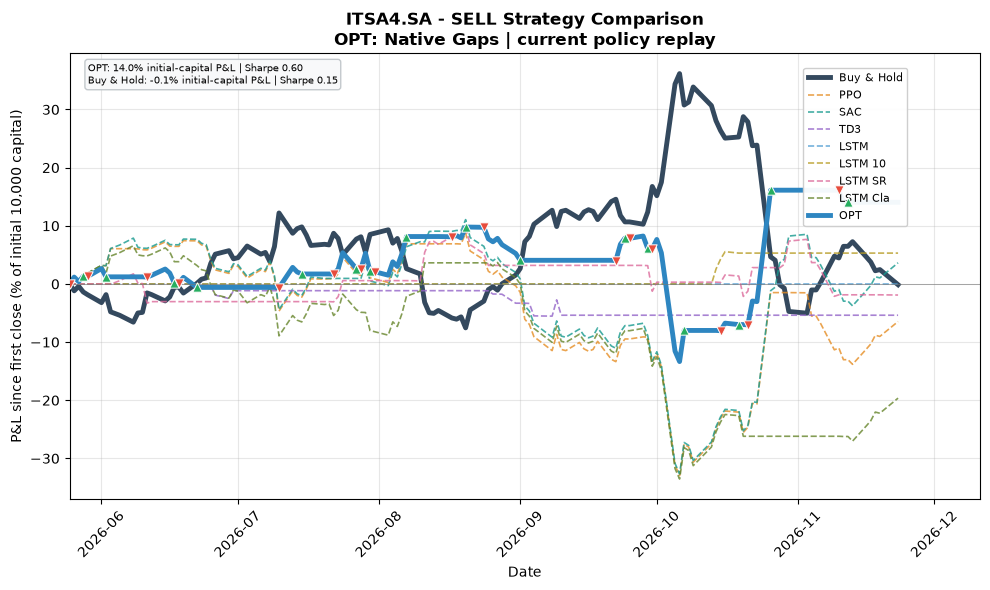 ITSA4.SA - SELL Strategy Comparison
OPT: Native Gaps | current policy replay
OPT: 14.0% initial-capital P&L | Sharpe 0.60
Buy & Hold: -0.1% initial-capital P&L | Sharpe 0.15
Buy & Hold
PPO
SAC
TD3
LSTM
LSTM 10
LSTM SR
LSTM Cla
OPT
P&L since first close (% of initial 10,000 capital)
30
20
10
0
−10
−20
−30
2026-06
2026-07
2026-08
2026-09
2026-10
2026-11
2026-12
Date